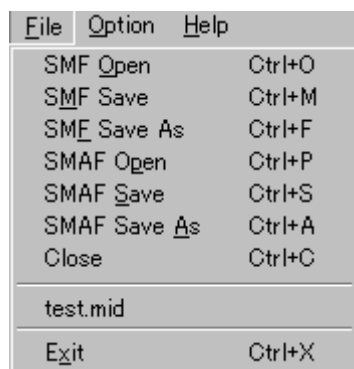 File Option Help
SMF Open Ctrl+O
SMF Save Ctrl+M
SMF Save As Ctrl+F
SMAF Open Ctrl+P
SMAF Save Ctrl+S
SMAF Save As Ctrl+A
Close Ctrl+C
test.mid
Exit Ctrl+X